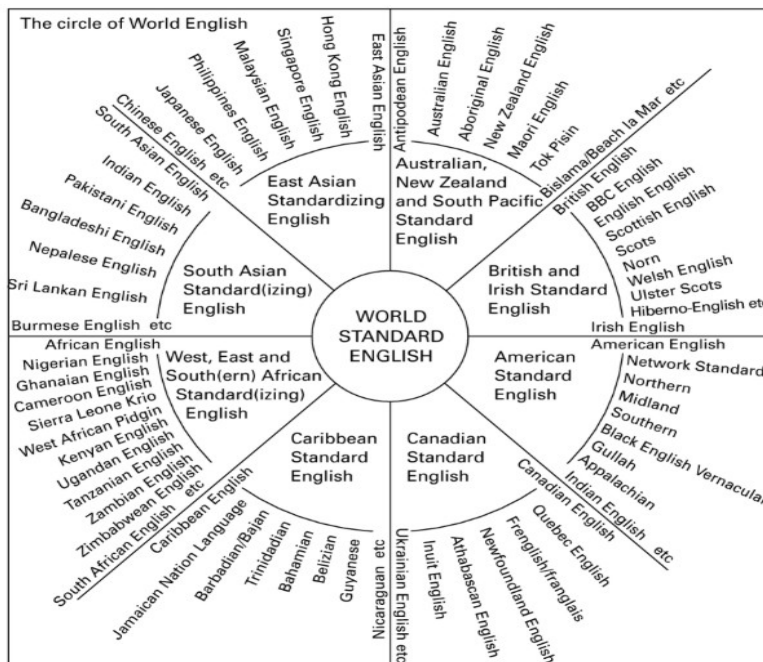 The circle of World English
WORLD
STANDARD
ENGLISH
East Asian
Standardizing
English
Chinese English etc
Japanese English
Philippines English
Malaysian English
Singapore English
Hong Kong English
East Asian English
Australian,
New Zealand
and South Pacific
Standard
English
Antipodean English
Australian English
Aboriginal English
New Zealand English
Maori English
Tok Pisin
Bislama/Beach la Mar etc
British and
Irish Standard
English
British English
BBC English
English English
Scottish English
Scots
Norn
Welsh English
Ulster Scots
Hiberno-English etc
Irish English
American
Standard
English
American English
Network Standard
Northern
Midland
Southern
Black English Vernacular
Gullah
Appalachian
Indian English etc
Canadian
Standard
English
Canadian English
Quebec English
Frenglish/franglais
Newfoundland English
Athabascan English
Inuit English
Ukrainian English etc
Caribbean
Standard
English
Caribbean English
Jamaican Nation Language
Barbadian/Bajan
Trinidadian
Bahamian
Belizian
Guyanese
Nicaraguan etc
West, East and
South(ern) African
Standard(izing)
English
African English
Nigerian English
Ghanaian English
Cameroon English
Sierra Leone Krio
West African Pidgin
Kenyan English
Ugandan English
Tanzanian English
Zambian English
Zimbabwean English
South African English etc
South Asian
Standard(izing)
English
South Asian English
Indian English
Pakistani English
Bangladeshi English
Nepalese English
Sri Lankan English
Burmese English etc